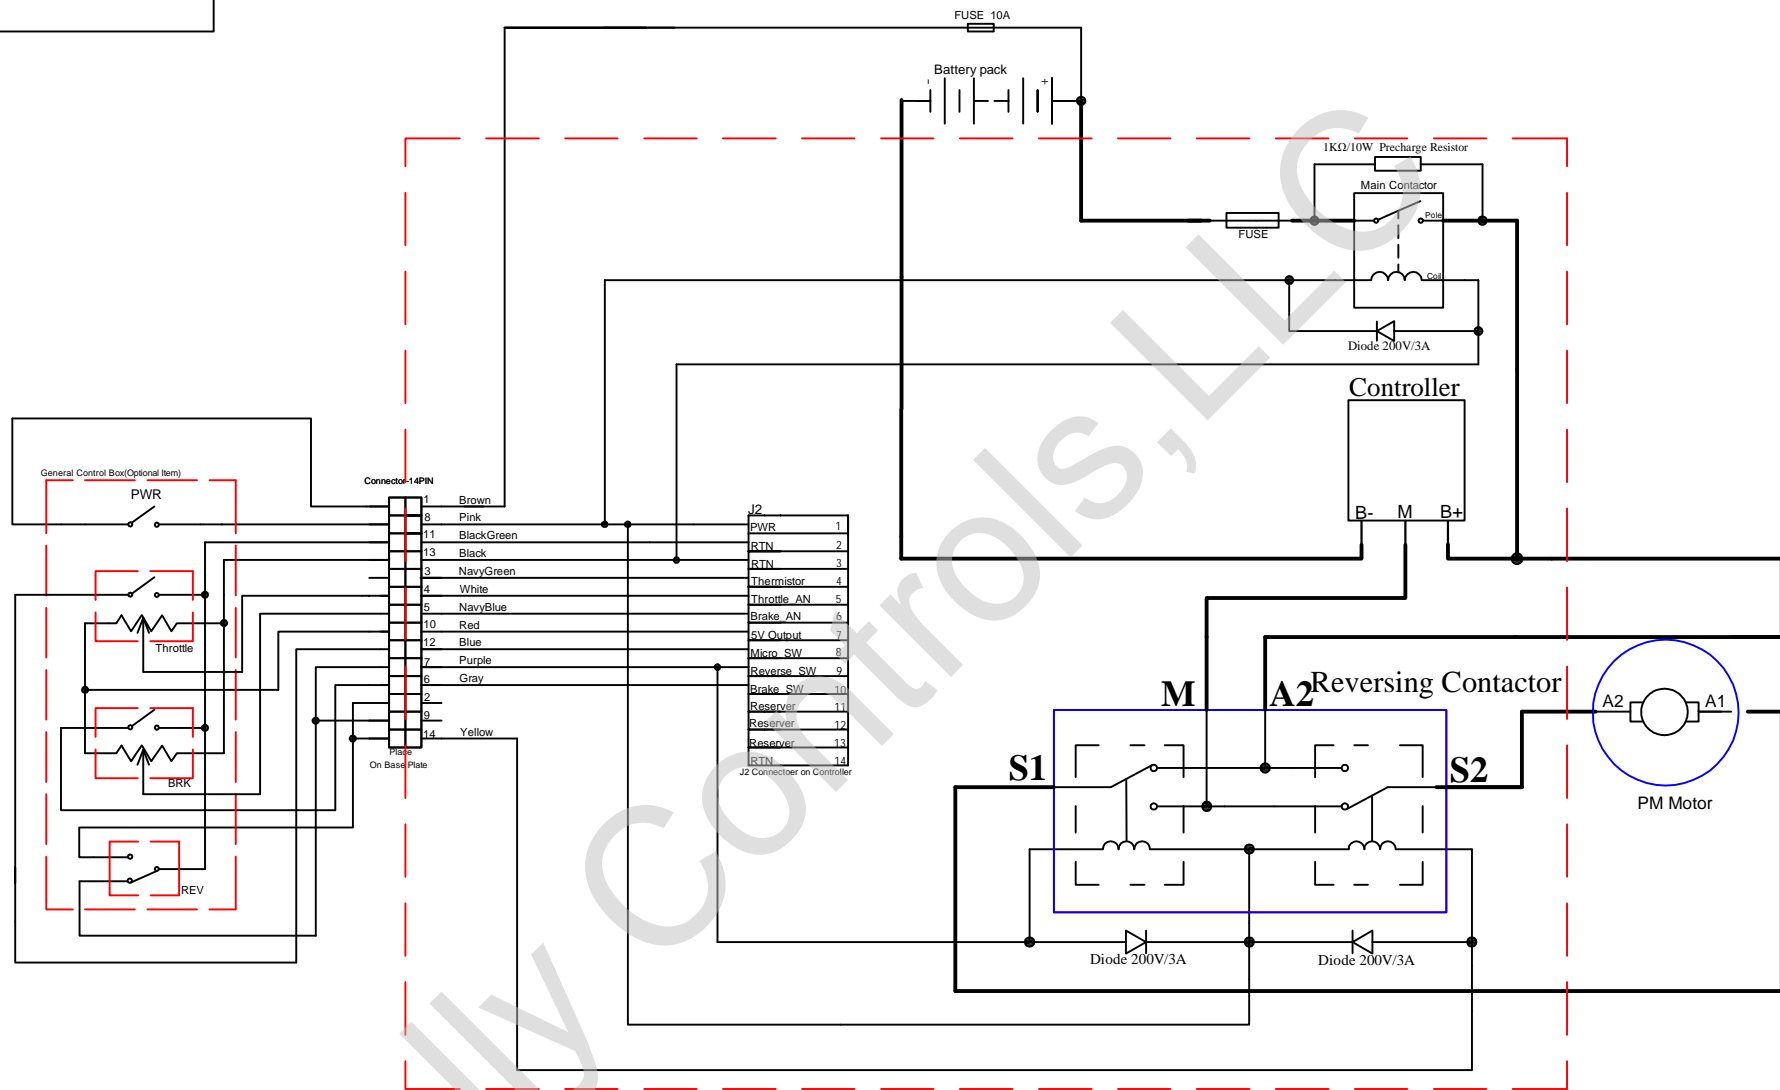 FUSE 10A
Battery pack
- +
1KΩ/10W Precharge Resistor
Main Contactor
Pole
FUSE
Coil
Diode 200V/3A
Controller
B- M B+
General Control Box(Optional Item)
PWR
Throttle
BRK
REV
Connector-14PIN
1 Brown
8 Pink
11 BlackGreen
13 Black
3 NavyGreen
4 White
5 NavyBlue
10 Red
12 Blue
7 Purple
6 Gray
2
9
14 Yellow
Place
On Base Plate
J2
PWR 1
RTN 2
RTN 3
Thermistor 4
Throttle_AN 5
Brake_AN 6
5V Output 7
Micro_SW 8
Reverse_SW 9
Brake_SW 10
Reserver 11
Reserver 12
Reserver 13
RTN 14
J2 Connectoer on Controller
M A2 Reversing Contactor
S1 S2
A2 A1
PM Motor
Diode 200V/3A
Diode 200V/3A
lly Controls,LLC